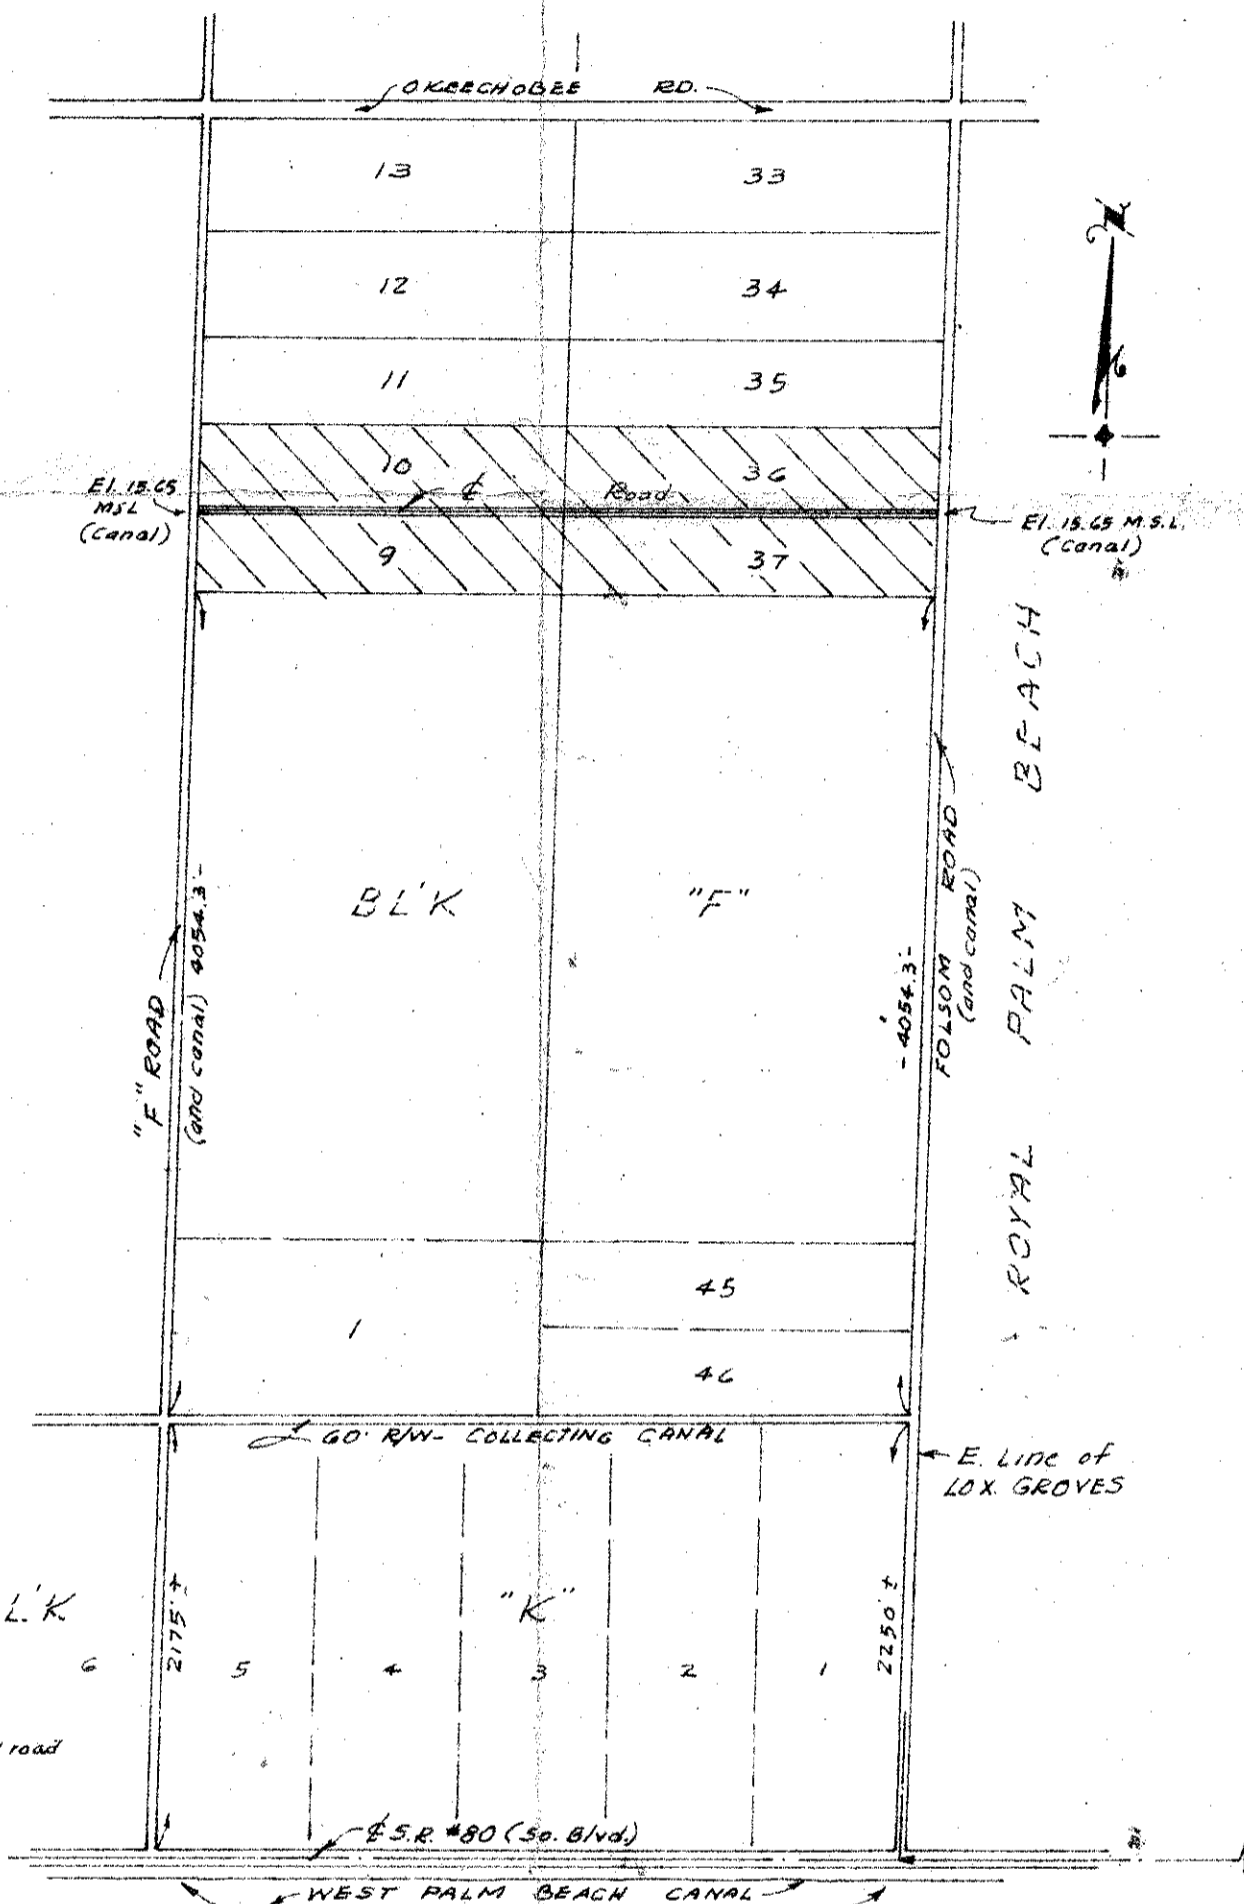 OKEECHOBEE RD.
13 33
12 34
11 35
N
10 36
El. 15.65
MSL
(Canal)
℄ Road
El. 15.65 M.S.L.
(Canal)
9 37
BL'K "F"
"F" ROAD
(and canal) 4054.3'-
- 4054.3'-
FOLSOM ROAD
(and canal)
ROYAL PALM BEACH
45
1
46
60' R/W- COLLECTING CANAL
E. Line of
LOX. GROVES
L'K "K"
2175' ±
2250' ±
6 5 4 3 2 1
road
℄ S.R. #80 (So. Blvd.)
WEST PALM BEACH CANAL